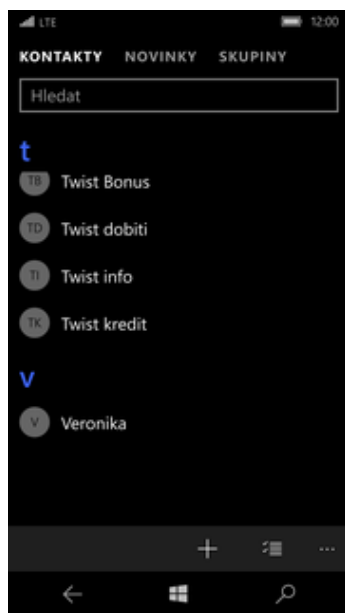 LTE 12:00
KONTAKTY NOVINKY SKUPINY
Hledat
t
TB Twist Bonus
TD Twist dobiti
TI Twist info
TK Twist kredit
v
V Veronika